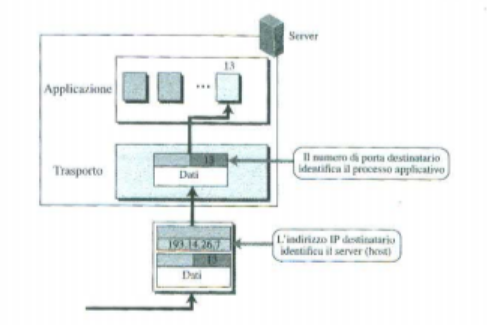 Server
13
Applicazione
...
13
Trasporto
Dati
Il numero di porta destinatario
identifica il processo applicativo
193.14.26.7
13
Dati
L'indirizzo IP destinatario
identifica il server (host)